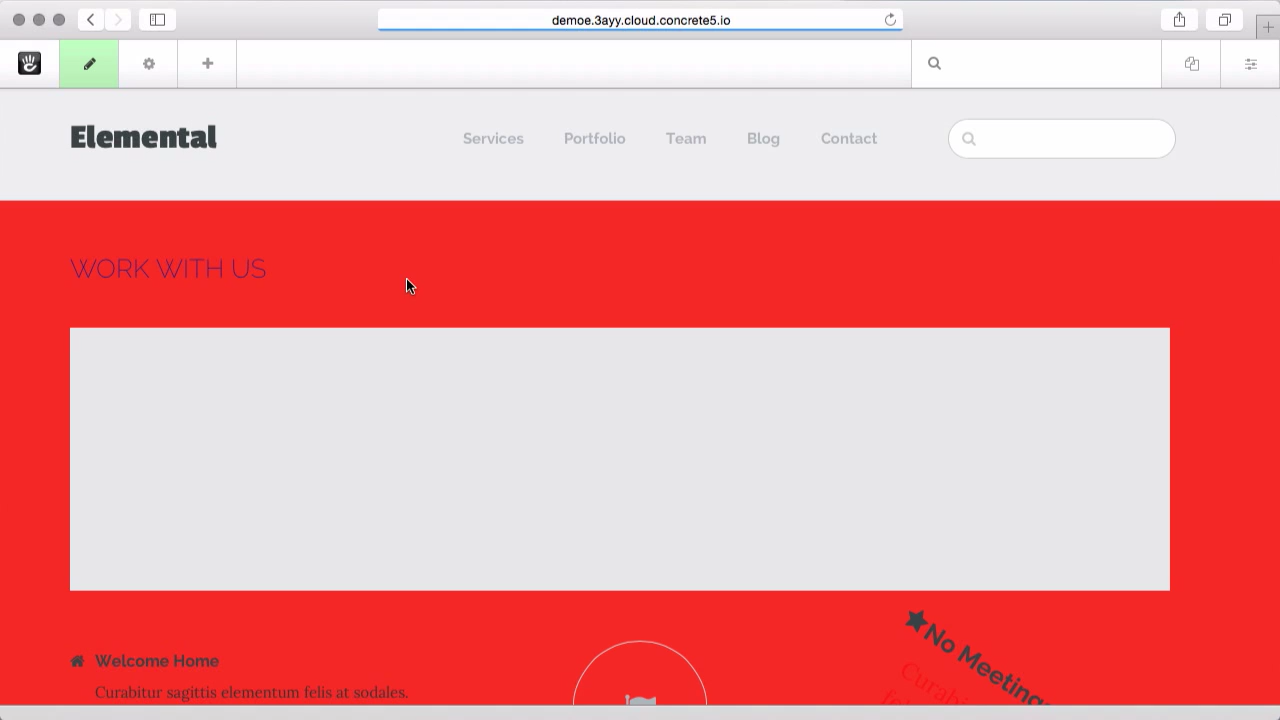 demoe.3ayy.cloud.concrete5.io
Elemental
Services Portfolio Team Blog Contact
WORK WITH US
Welcome Home
Curabitur sagittis elementum felis at sodales.
No Meetings